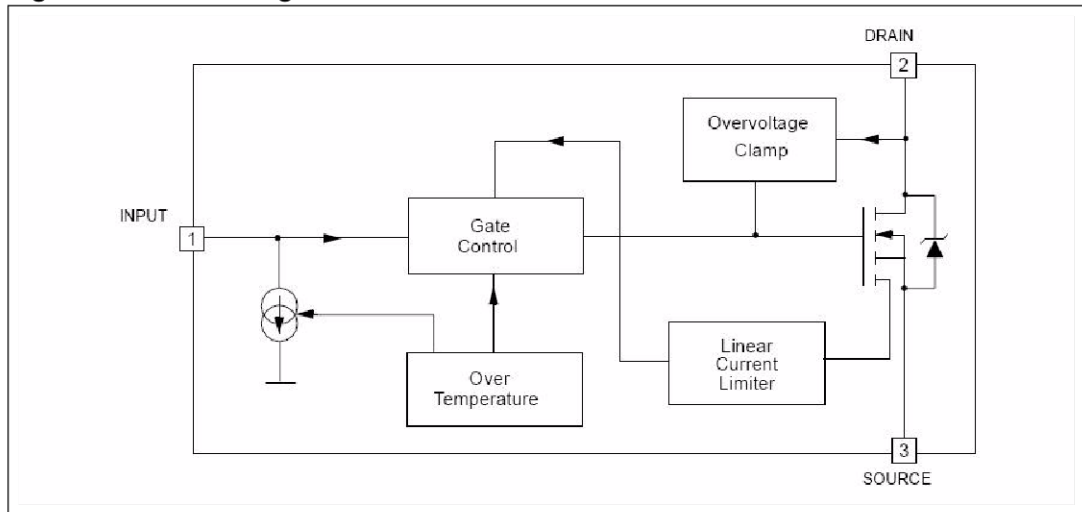 DRAIN
2
Overvoltage
Clamp
INPUT
1
Gate
Control
Over
Temperature
Linear
Current
Limiter
3
SOURCE